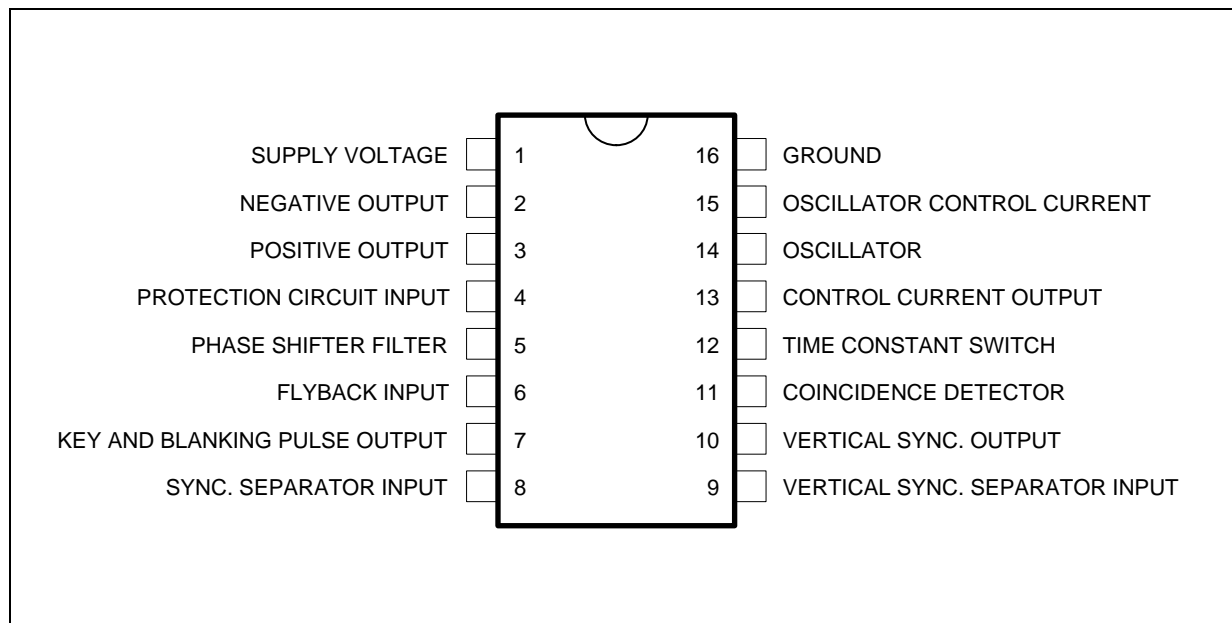 SUPPLY VOLTAGE 1 16 GROUND
NEGATIVE OUTPUT 2 15 OSCILLATOR CONTROL CURRENT
POSITIVE OUTPUT 3 14 OSCILLATOR
PROTECTION CIRCUIT INPUT 4 13 CONTROL CURRENT OUTPUT
PHASE SHIFTER FILTER 5 12 TIME CONSTANT SWITCH
FLYBACK INPUT 6 11 COINCIDENCE DETECTOR
KEY AND BLANKING PULSE OUTPUT 7 10 VERTICAL SYNC. OUTPUT
SYNC. SEPARATOR INPUT 8 9 VERTICAL SYNC. SEPARATOR INPUT